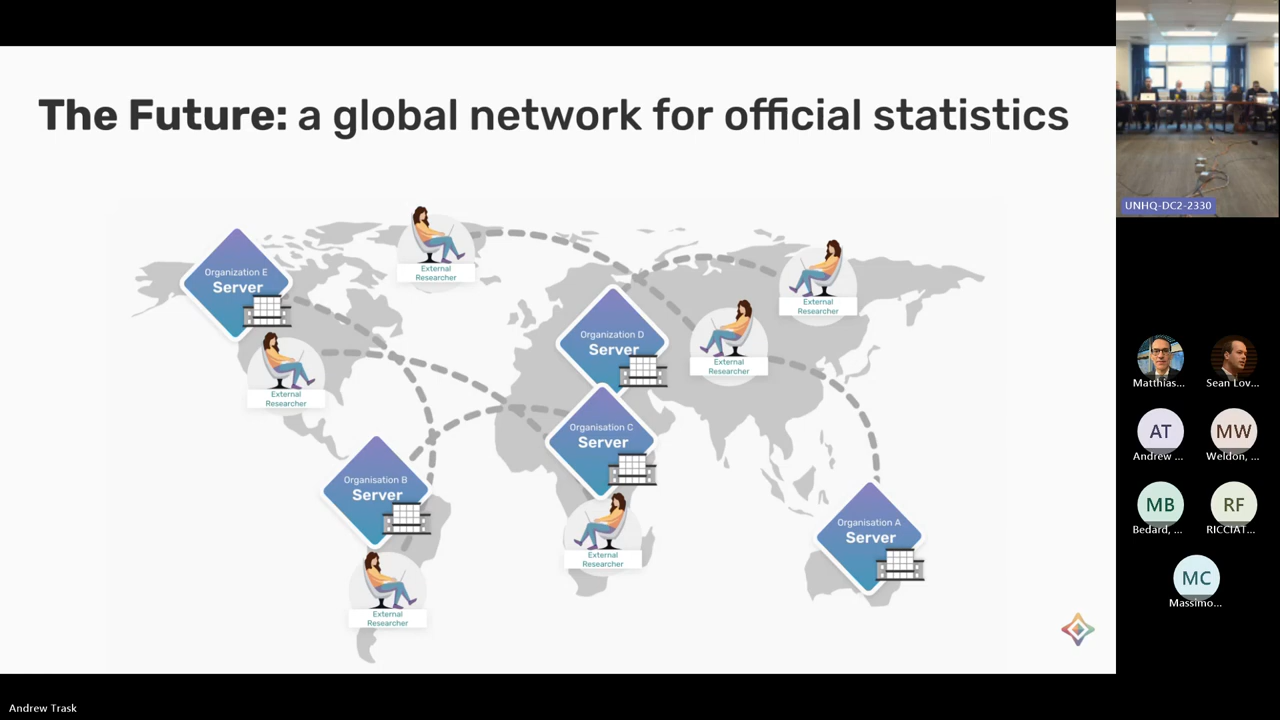 The Future: a global network for official statistics
Organization E
Server
External
Researcher
External
Researcher
External
Researcher
Organization D
Server
External
Researcher
Organisation C
Server
Organisation B
Server
Organisation A
Server
External
Researcher
External
Researcher
UNHQ-DC2-2330
Matthias...
Sean Lov...
AT
Andrew ...
MW
Weldon, ...
MB
Bedard, ...
RF
RICCIAT...
MC
Massimo...
Andrew Trask